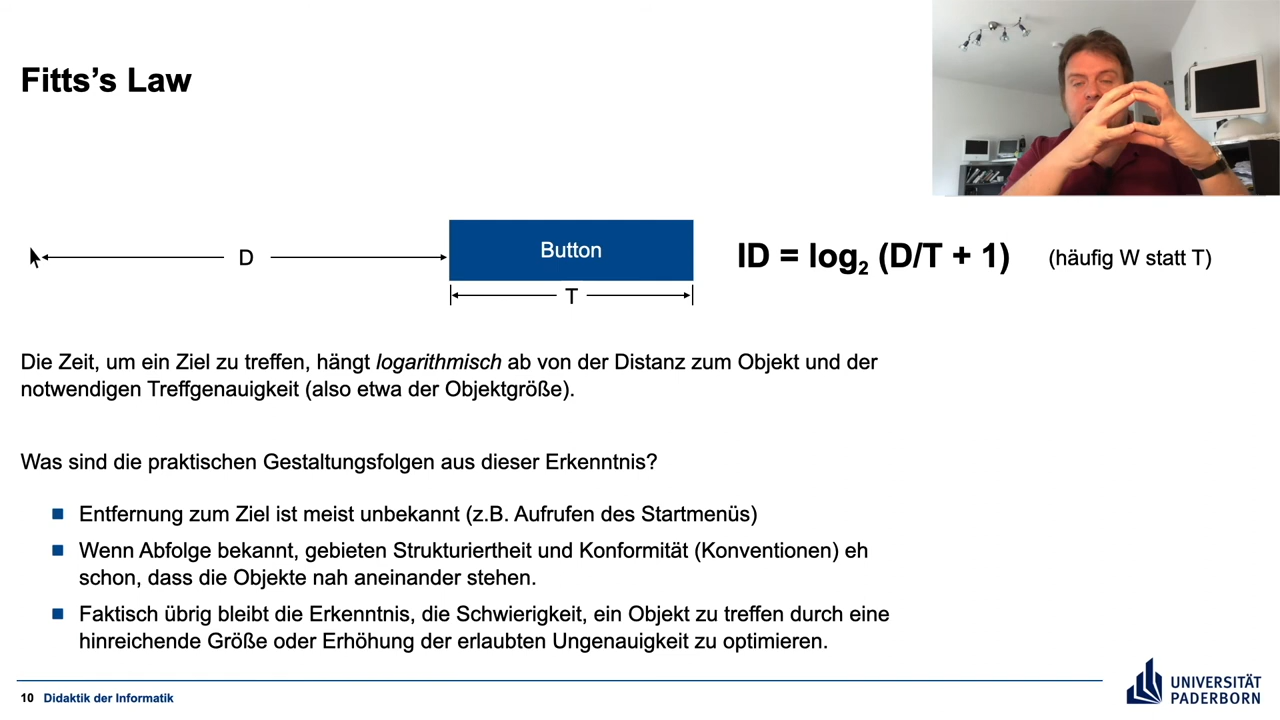 Fitts’s Law
D
Button
T
ID = log₂ (D/T + 1)
(häufig W statt T)
Die Zeit, um ein Ziel zu treffen, hängt logarithmisch ab von der Distanz zum Objekt und der
notwendigen Treffgenauigkeit (also etwa der Objektgröße).
Was sind die praktischen Gestaltungsfolgen aus dieser Erkenntnis?
Entfernung zum Ziel ist meist unbekannt (z.B. Aufrufen des Startmenüs)
Wenn Abfolge bekannt, gebieten Strukturiertheit und Konformität (Konventionen) eh
schon, dass die Objekte nah aneinander stehen.
Faktisch übrig bleibt die Erkenntnis, die Schwierigkeit, ein Objekt zu treffen durch eine
hinreichende Größe oder Erhöhung der erlaubten Ungenauigkeit zu optimieren.
10 Didaktik der Informatik
UNIVERSITÄT
PADERBORN